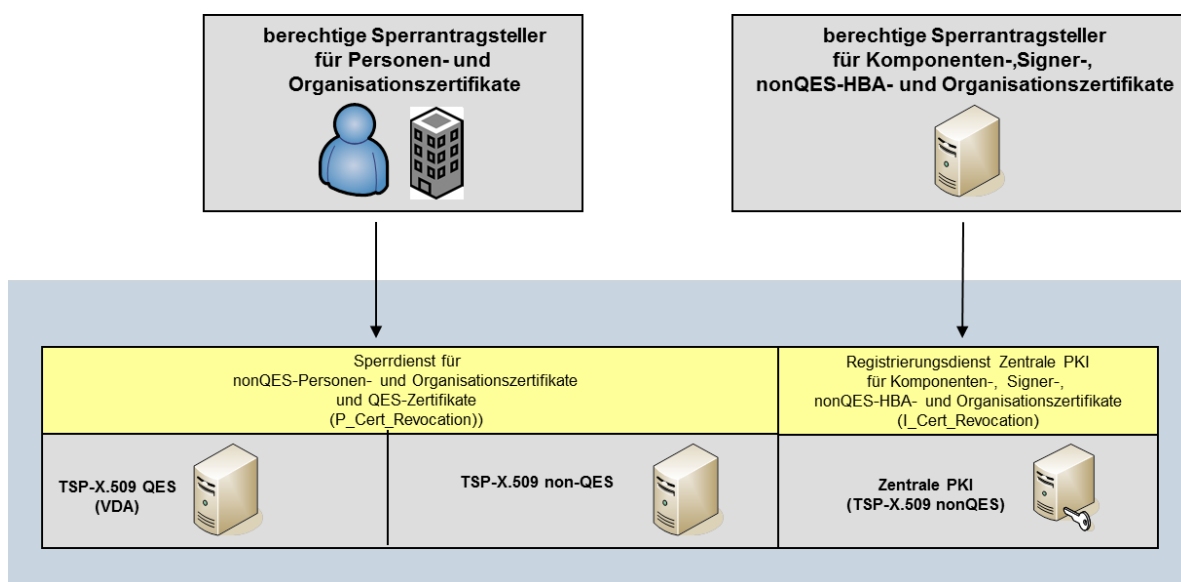 berechtige Sperrantragsteller
für Personen- und
Organisationszertifikate
berechtige Sperrantragsteller
für Komponenten-,Signer-,
nonQES-HBA- und Organisationszertifikate
Sperrdienst für
nonQES-Personen- und Organisationszertifikate
und QES-Zertifikate
(P_Cert_Revocation))
Registrierungsdienst Zentrale PKI
für Komponenten-, Signer-,
nonQES-HBA- und Organisationszertifikate
(I_Cert_Revocation)
TSP-X.509 QES
(VDA)
TSP-X.509 non-QES
Zentrale PKI
(TSP-X.509 nonQES)